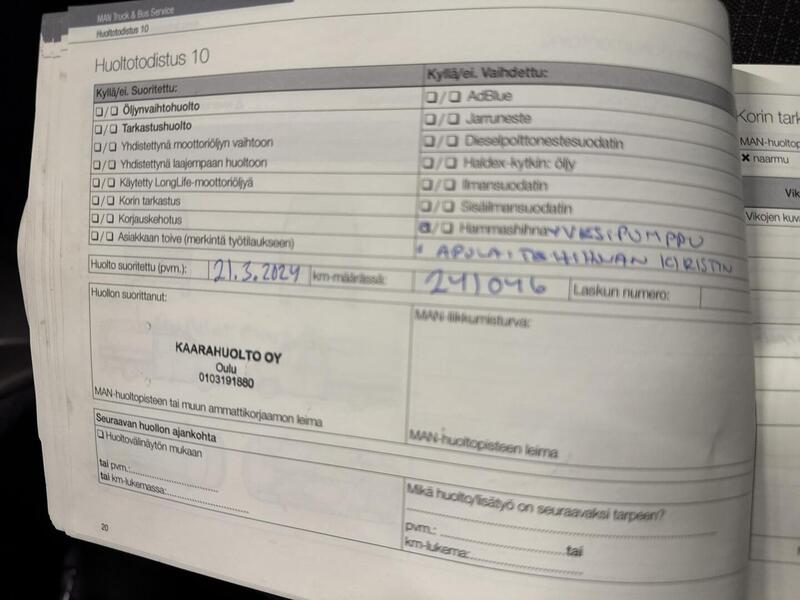 MAN Truck & Bus Service
Huoltotodistus 10
Huoltotodistus 10
Kyllä/ei. Suoritettu:
❏/❏ Öljynvaihtohuolto
❏/❏ Tarkastushuolto
❏/❏ Yhdistettynä moottoriöljyn vaihtoon
❏/❏ Yhdistettynä laajempaan huoltoon
❏/❏ Käytetty LongLife-moottoriöljyä
❏/❏ Korin tarkastus
❏/❏ Korjauskehotus
❏/❏ Asiakkaan toive (merkintä työtilaukseen)
Kyllä/ei. Vaihdettu:
❏/❏ AdBlue
❏/❏ Jarruneste
❏/❏ Dieselpolttonestesuodatin
❏/❏ Haldex-kytkin: öljy
❏/❏ Ilmansuodatin
❏/❏ Sisäilmansuodatin
❏/❏ Hammashihna VVKSIPUMPPU
+ APULAITEHIHNAN KIRISTIN
Huolto suoritettu (pvm.): 21.3.2024 km-määrässä: 241046 Laskun numero:
Huollon suorittanut:
KAARAHUOLTO OY
Oulu
0103191880
MAN-huoltopisteen tai muun ammattikorjaamon leima
MAN-liikkumisturva:
MAN-huoltopisteen leima
Seuraavan huollon ajankohta
❏ Huoltovälinäytön mukaan
tai pvm.:
tai km-lukemassa:
Mikä huolto/lisätyö on seuraavaksi tarpeen?
pvm.: tai
km-lukema:
20
Korin tark
MAN-huoltop
✖ naarmu
Vik
Vikojen kuva